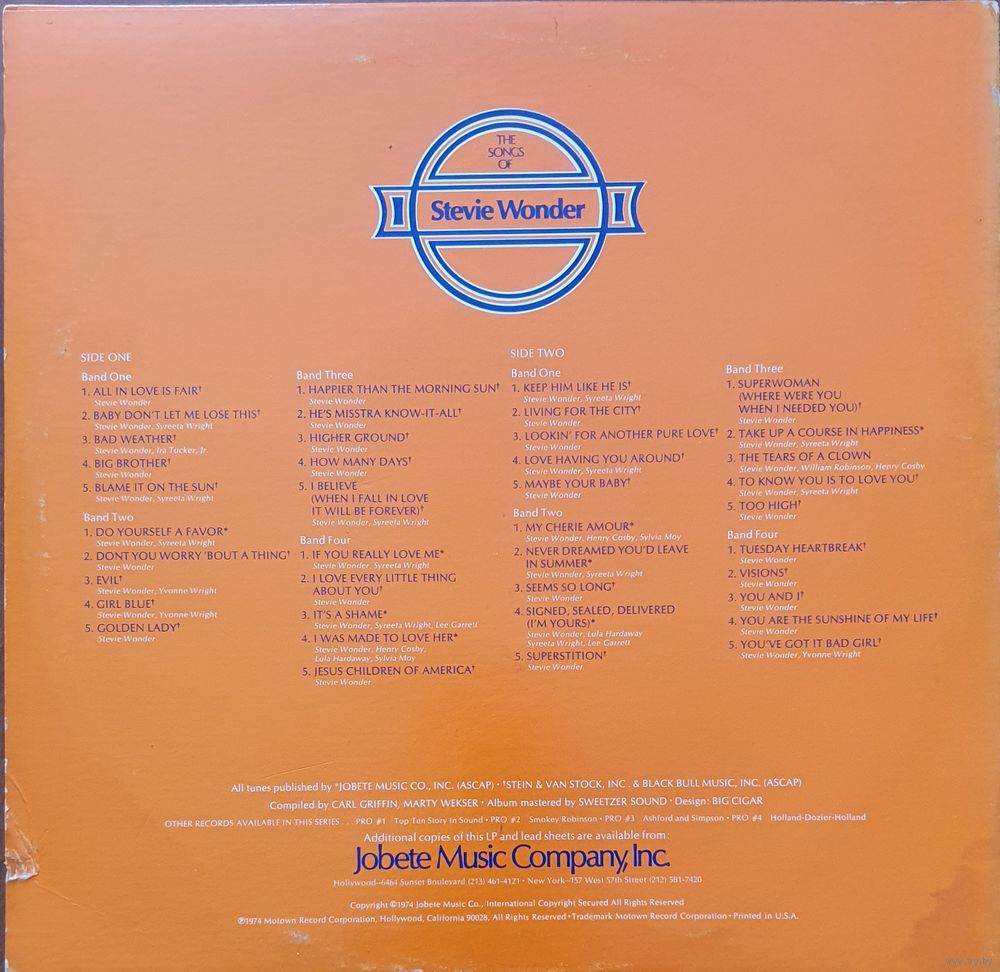 THE
SONGS
OF
Stevie Wonder
SIDE ONE
Band One
1. ALL IN LOVE IS FAIR†
Stevie Wonder
2. BABY DON'T LET ME LOSE THIS†
Stevie Wonder, Syreeta Wright
3. BAD WEATHER†
Stevie Wonder, Ira Tucker, Jr.
4. BIG BROTHER†
Stevie Wonder
5. BLAME IT ON THE SUN†
Stevie Wonder, Syreeta Wright
Band Two
1. DO YOURSELF A FAVOR*
Stevie Wonder, Syreeta Wright
2. DONT YOU WORRY 'BOUT A THING†
Stevie Wonder
3. EVIL†
Stevie Wonder, Yvonne Wright
4. GIRL BLUE†
Stevie Wonder, Yvonne Wright
5. GOLDEN LADY†
Stevie Wonder
Band Three
1. HAPPIER THAN THE MORNING SUN†
Stevie Wonder
2. HE'S MISSTRA KNOW-IT-ALL†
Stevie Wonder
3. HIGHER GROUND†
Stevie Wonder
4. HOW MANY DAYS†
Stevie Wonder
5. I BELIEVE
(WHEN I FALL IN LOVE
IT WILL BE FOREVER)†
Stevie Wonder, Syreeta Wright
Band Four
1. IF YOU REALLY LOVE ME*
Stevie Wonder, Syreeta Wright
2. I LOVE EVERY LITTLE THING
ABOUT YOU†
Stevie Wonder
3. IT'S A SHAME*
Stevie Wonder, Syreeta Wright, Lee Garrett
4. I WAS MADE TO LOVE HER*
Stevie Wonder, Henry Cosby,
Lula Hardaway, Sylvia Moy
5. JESUS CHILDREN OF AMERICA†
Stevie Wonder
SIDE TWO
Band One
1. KEEP HIM LIKE HE IS†
Stevie Wonder, Syreeta Wright
2. LIVING FOR THE CITY†
Stevie Wonder
3. LOOKIN' FOR ANOTHER PURE LOVE†
Stevie Wonder
4. LOVE HAVING YOU AROUND†
Stevie Wonder, Syreeta Wright
5. MAYBE YOUR BABY†
Stevie Wonder
Band Two
1. MY CHERIE AMOUR*
Stevie Wonder, Henry Cosby, Sylvia Moy
2. NEVER DREAMED YOU'D LEAVE
IN SUMMER*
Stevie Wonder, Syreeta Wright
3. SEEMS SO LONG†
Stevie Wonder
4. SIGNED, SEALED, DELIVERED
(I'M YOURS)*
Stevie Wonder, Lula Hardaway
Syreeta Wright, Lee Garrett
5. SUPERSTITION†
Stevie Wonder
Band Three
1. SUPERWOMAN
(WHERE WERE YOU
WHEN I NEEDED YOU)†
Stevie Wonder
2. TAKE UP A COURSE IN HAPPINESS*
Stevie Wonder, Syreeta Wright
3. THE TEARS OF A CLOWN
Stevie Wonder, William Robinson, Henry Cosby
4. TO KNOW YOU IS TO LOVE YOU†
Stevie Wonder, Syreeta Wright
5. TOO HIGH†
Stevie Wonder
Band Four
1. TUESDAY HEARTBREAK†
Stevie Wonder
2. VISIONS†
Stevie Wonder
3. YOU AND I†
Stevie Wonder
4. YOU ARE THE SUNSHINE OF MY LIFE†
Stevie Wonder
5. YOU'VE GOT IT BAD GIRL†
Stevie Wonder, Yvonne Wright
All tunes published by *JOBETE MUSIC CO., INC. (ASCAP) · †STEIN & VAN STOCK, INC. & BLACK BULL MUSIC, INC. (ASCAP)
Compiled by CARL GRIFFIN, MARTY WEKSER · Album mastered by SWEETZER SOUND · Design: BIG CIGAR
OTHER RECORDS AVAILABLE IN THIS SERIES . . . PRO #1 Top Ten Story In Sound · PRO #2 Smokey Robinson · PRO #3 Ashford and Simpson · PRO #4 Holland-Dozier-Holland
Additional copies of this LP and lead sheets are available from:
Jobete Music Company, Inc.
Hollywood—6464 Sunset Boulevard (213) 461-4121 · New York—157 West 57th Street (212) 581-7420
Copyright ©1974 Jobete Music Co., International Copyright Secured All Rights Reserved
℗1974 Motown Record Corporation, Hollywood, California 90028, All Rights Reserved · Trademark Motown Record Corporation · Printed in U.S.A.